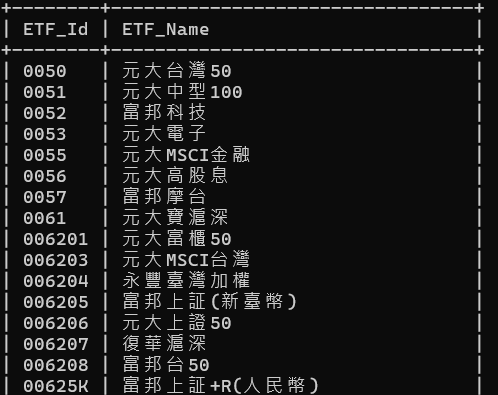 +--------+----------------------------------+
| ETF_Id | ETF_Name                         |
+--------+----------------------------------+
| 0050   | 元大台灣50
| 0051   | 元大中型100
| 0052   | 富邦科技
| 0053   | 元大電子
| 0055   | 元大MSCI金融
| 0056   | 元大高股息
| 0057   | 富邦摩台
| 0061   | 元大寶滬深
| 006201 | 元大富櫃50
| 006203 | 元大MSCI台灣
| 006204 | 永豐臺灣加權
| 006205 | 富邦上証(新臺幣)
| 006206 | 元大上證50
| 006207 | 復華滬深
| 006208 | 富邦台50
| 00625K | 富邦上証+R(人民幣)